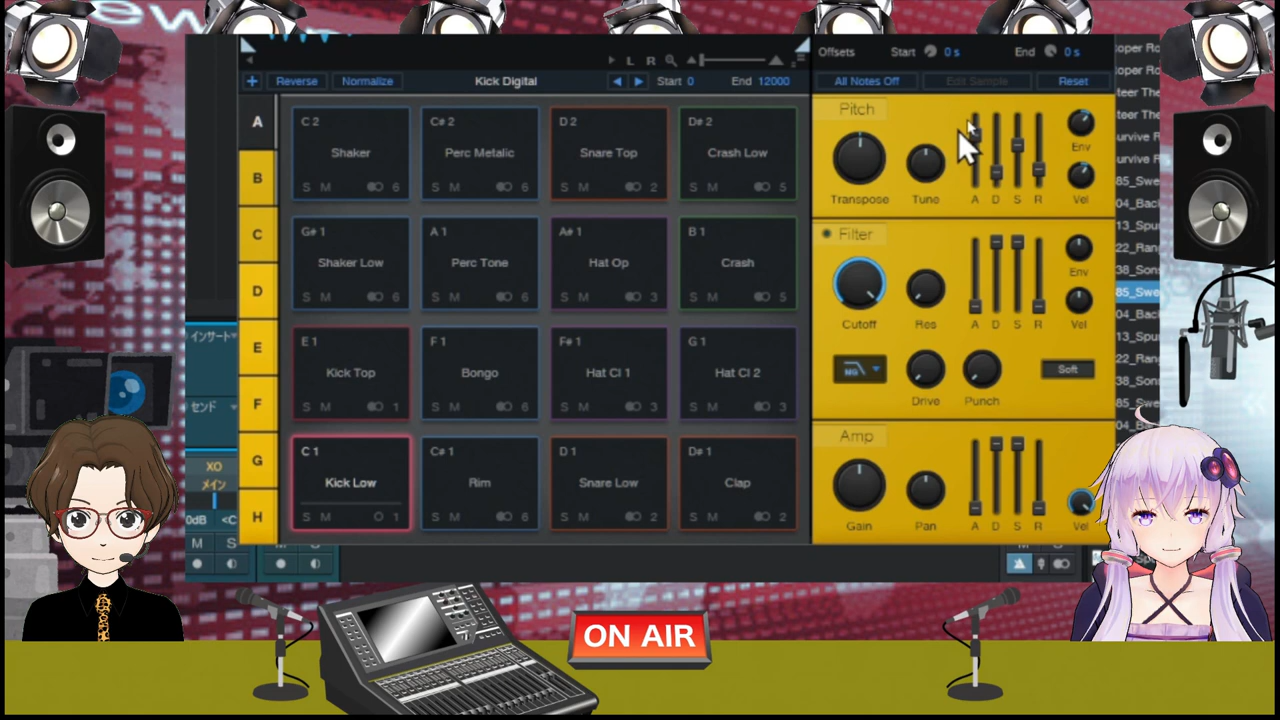 ew
L R
Offsets Start 0 s End 0 s
+ Reverse Normalize Kick Digital Start 0 End 12000
All Notes Off Edit Sample Reset
A
B
C
D
E
F
G
H
C 2 C# 2 D 2 D# 2
Shaker Perc Metalic Snare Top Crash Low
S M 6 S M 6 S M 2 S M 5
G# 1 A 1 A# 1 B 1
Shaker Low Perc Tone Hat Op Crash
S M 6 S M 6 S M 3 S M 5
E 1 F 1 F# 1 G 1
Kick Top Bongo Hat Cl 1 Hat Cl 2
S M 1 S M 6 S M 3 S M 3
C 1 C# 1 D 1 D# 1
Kick Low Rim Snare Low Clap
S M 1 S M 6 S M 2 S M 2
Pitch
Env
Transpose Tune A D S R Vel
Filter
Env
Cutoff Res A D S R Vel
MG Soft
Drive Punch
Amp
Gain Pan A D S R Vel
インサート
センド
XO
メイン
0dB <C
M S
ON AIR